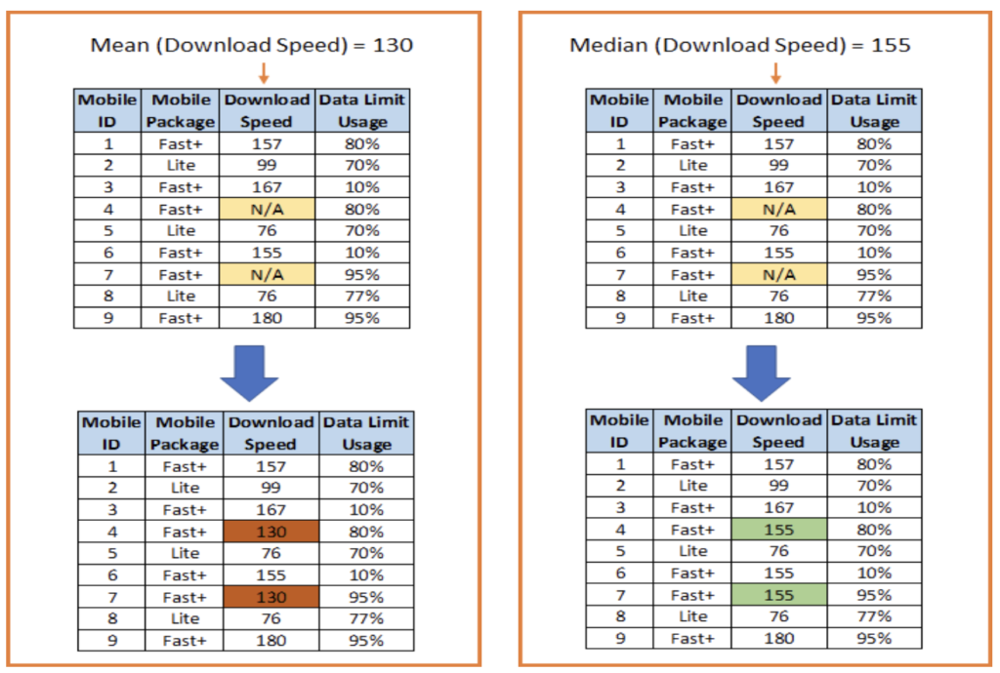 Mean (Download Speed) = 130
Mobile ID Mobile Package Download Speed Data Limit Usage
1 Fast+ 157 80%
2 Lite 99 70%
3 Fast+ 167 10%
4 Fast+ N/A 80%
5 Lite 76 70%
6 Fast+ 155 10%
7 Fast+ N/A 95%
8 Lite 76 77%
9 Fast+ 180 95%
Mobile ID Mobile Package Download Speed Data Limit Usage
1 Fast+ 157 80%
2 Lite 99 70%
3 Fast+ 167 10%
4 Fast+ 130 80%
5 Lite 76 70%
6 Fast+ 155 10%
7 Fast+ 130 95%
8 Lite 76 77%
9 Fast+ 180 95%
Median (Download Speed) = 155
Mobile ID Mobile Package Download Speed Data Limit Usage
1 Fast+ 157 80%
2 Lite 99 70%
3 Fast+ 167 10%
4 Fast+ N/A 80%
5 Lite 76 70%
6 Fast+ 155 10%
7 Fast+ N/A 95%
8 Lite 76 77%
9 Fast+ 180 95%
Mobile ID Mobile Package Download Speed Data Limit Usage
1 Fast+ 157 80%
2 Lite 99 70%
3 Fast+ 167 10%
4 Fast+ 155 80%
5 Lite 76 70%
6 Fast+ 155 10%
7 Fast+ 155 95%
8 Lite 76 77%
9 Fast+ 180 95%